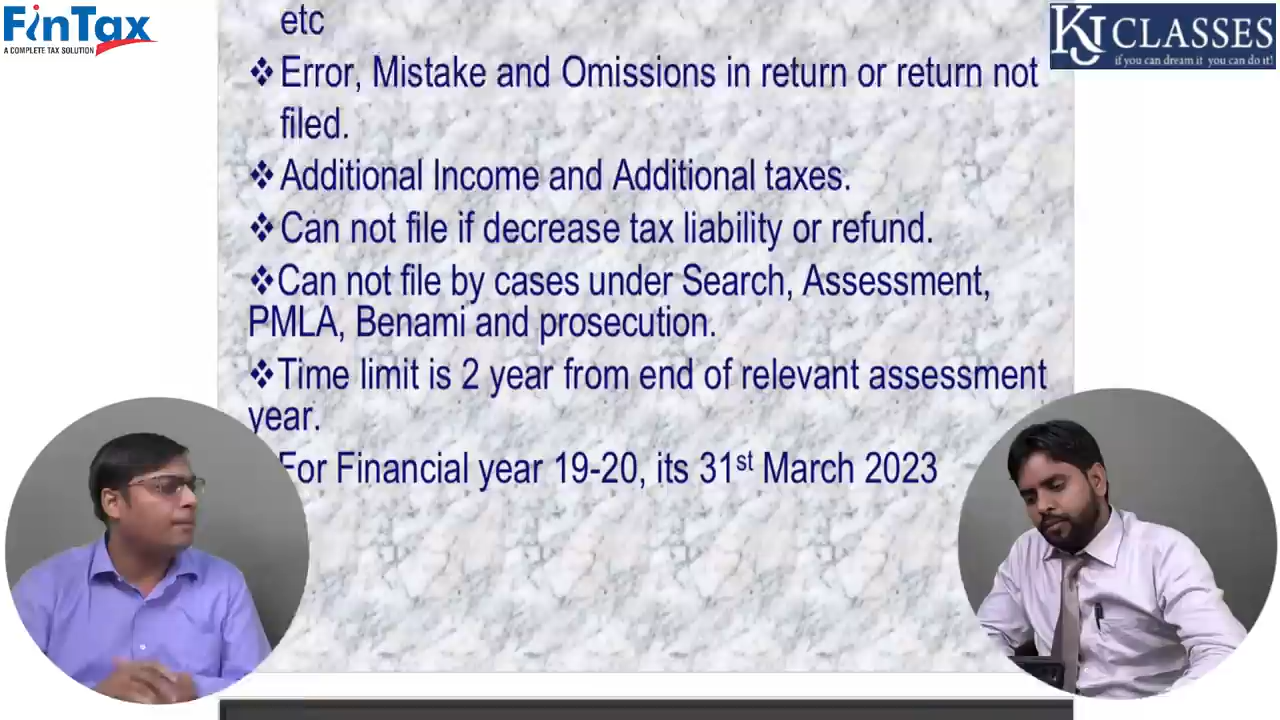 FinTax
A COMPLETE TAX SOLUTION
KJ CLASSES
if you can dream it you can do it!
etc
❖Error, Mistake and Omissions in return or return not
filed.
❖Additional Income and Additional taxes.
❖Can not file if decrease tax liability or refund.
❖Can not file by cases under Search, Assessment,
PMLA, Benami and prosecution.
❖Time limit is 2 year from end of relevant assessment
year.
For Financial year 19-20, its 31st March 2023